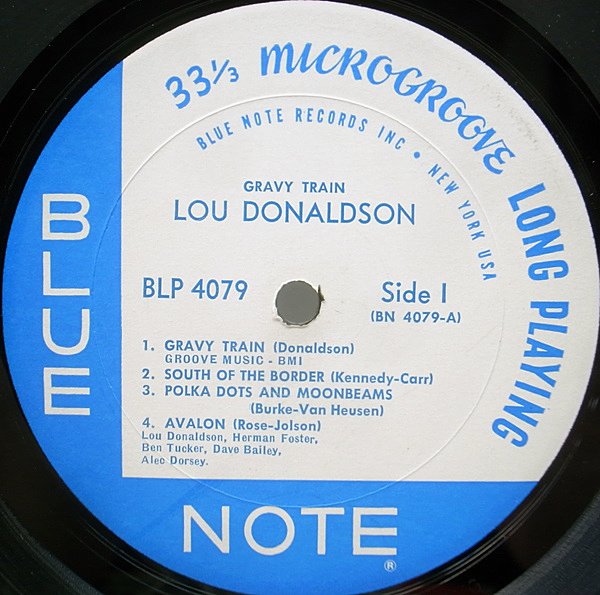 33⅓ MICROGROOVE LONG PLAYING
BLUE NOTE RECORDS INC • NEW YORK USA
GRAVY TRAIN
LOU DONALDSON
BLP 4079
Side 1
(BN 4079-A)
1. GRAVY TRAIN (Donaldson)
GROOVE MUSIC - BMI
2. SOUTH OF THE BORDER (Kennedy-Carr)
3. POLKA DOTS AND MOONBEAMS
(Burke-Van Heusen)
4. AVALON (Rose-Jolson)
Lou Donaldson, Herman Foster,
Ben Tucker, Dave Bailey,
Alec Dorsey.
BLUE
NOTE
®